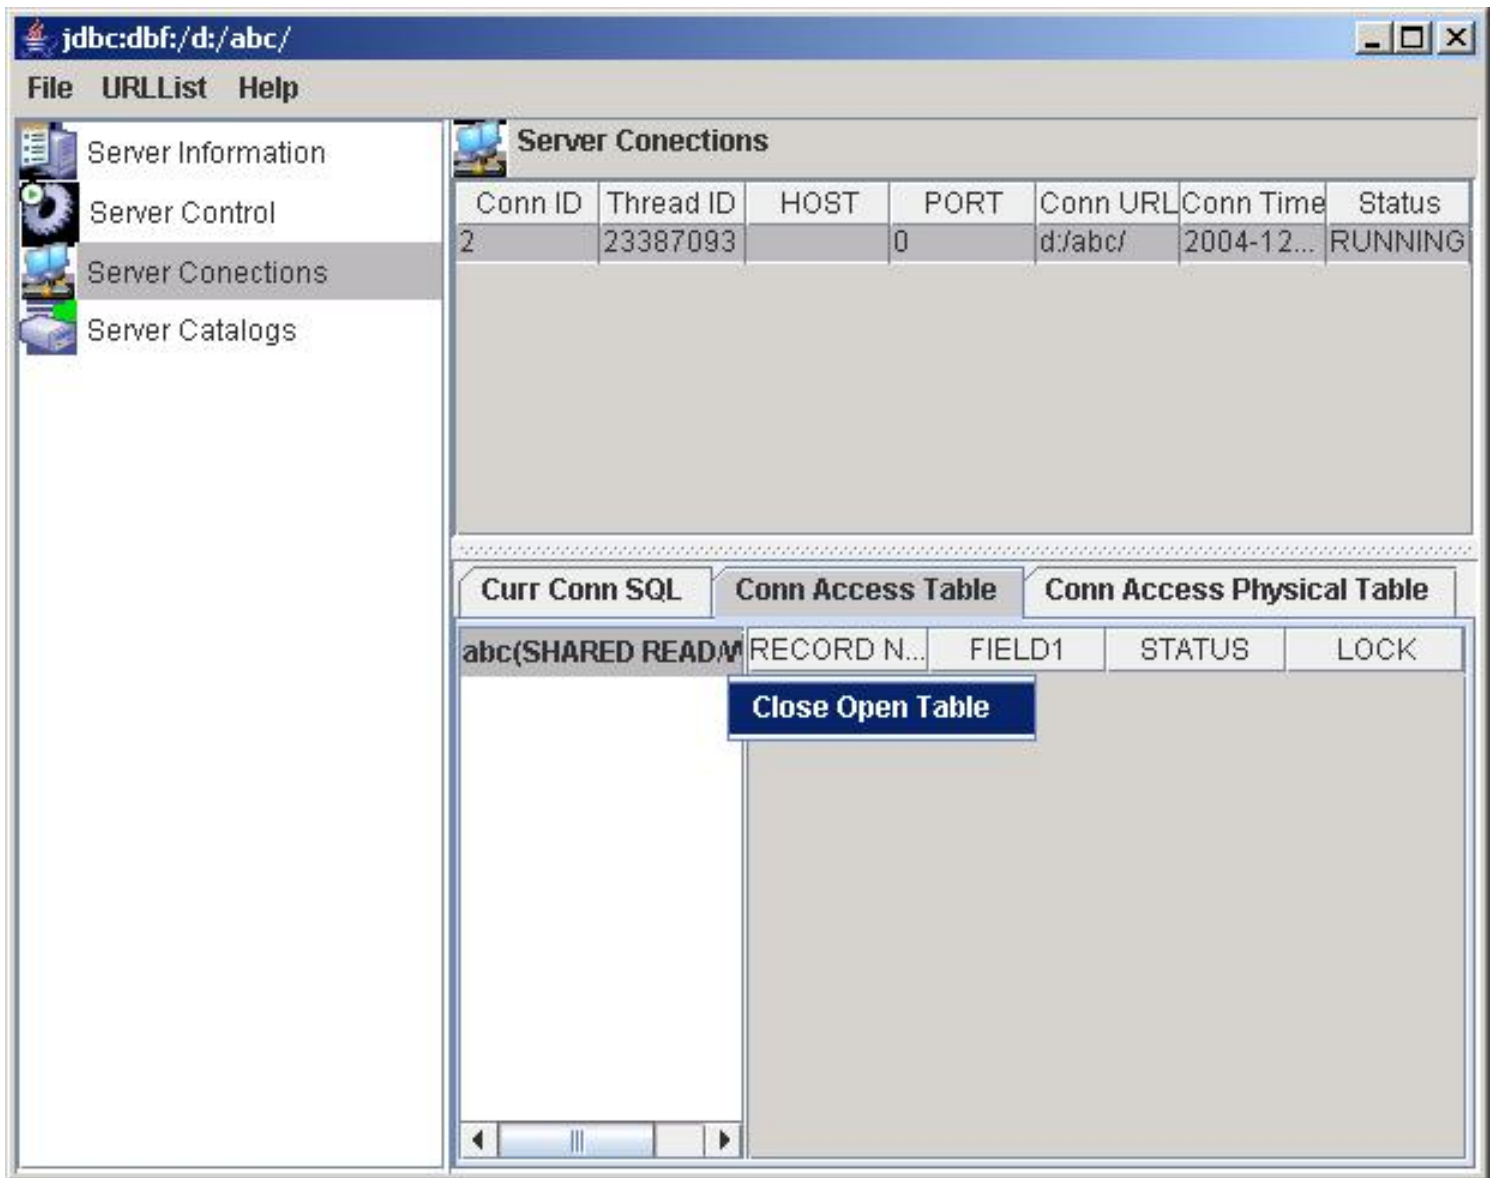 jdbc:dbf:/d:/abc/
File URLList Help
Server Information
Server Control
Server Conections
Server Catalogs
Server Conections
Conn ID Thread ID HOST PORT Conn URL Conn Time Status
2 23387093 0 d:/abc/ 2004-12... RUNNING
Curr Conn SQL Conn Access Table Conn Access Physical Table
abc(SHARED READ/W RECORD N... FIELD1 STATUS LOCK
Close Open Table